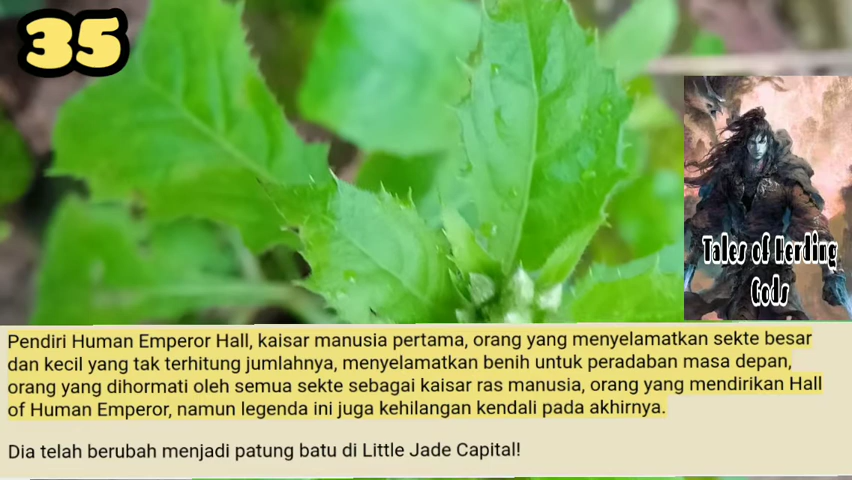 35
Tales of Herding
Gods
Pendiri Human Emperor Hall, kaisar manusia pertama, orang yang menyelamatkan sekte besar
dan kecil yang tak terhitung jumlahnya, menyelamatkan benih untuk peradaban masa depan,
orang yang dihormati oleh semua sekte sebagai kaisar ras manusia, orang yang mendirikan Hall
of Human Emperor, namun legenda ini juga kehilangan kendali pada akhirnya.
Dia telah berubah menjadi patung batu di Little Jade Capital!